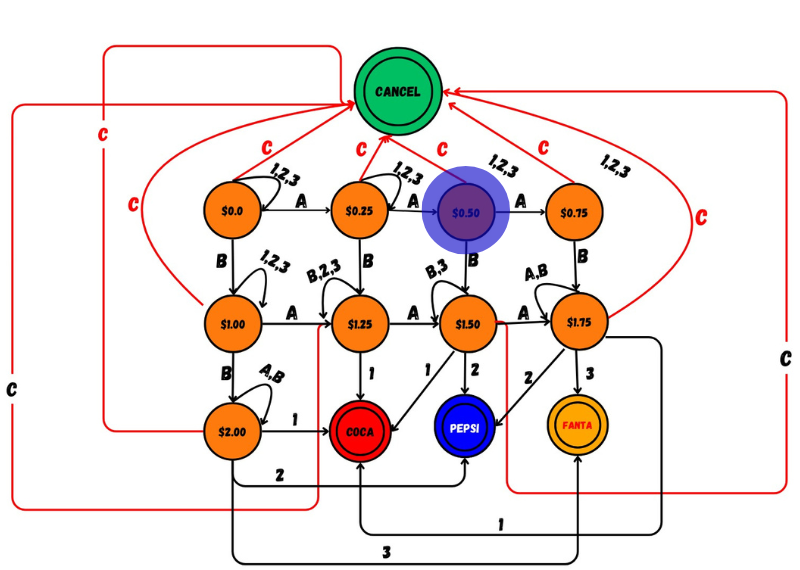 CANCEL
C
C
C
C
C
1,2,3
1,2,3
1,2,3
1,2,3
$0.0
A
$0.25
A
$0.50
A
$0.75
C
C
B
1,2,3
B
B,2,3
B
B,3
B
A,B
$1.00
A
$1.25
A
$1.50
A
$1.75
C
C
B
A,B
1
1
2
2
3
$2.00
1
COCA
PEPSI
FANTA
2
1
3